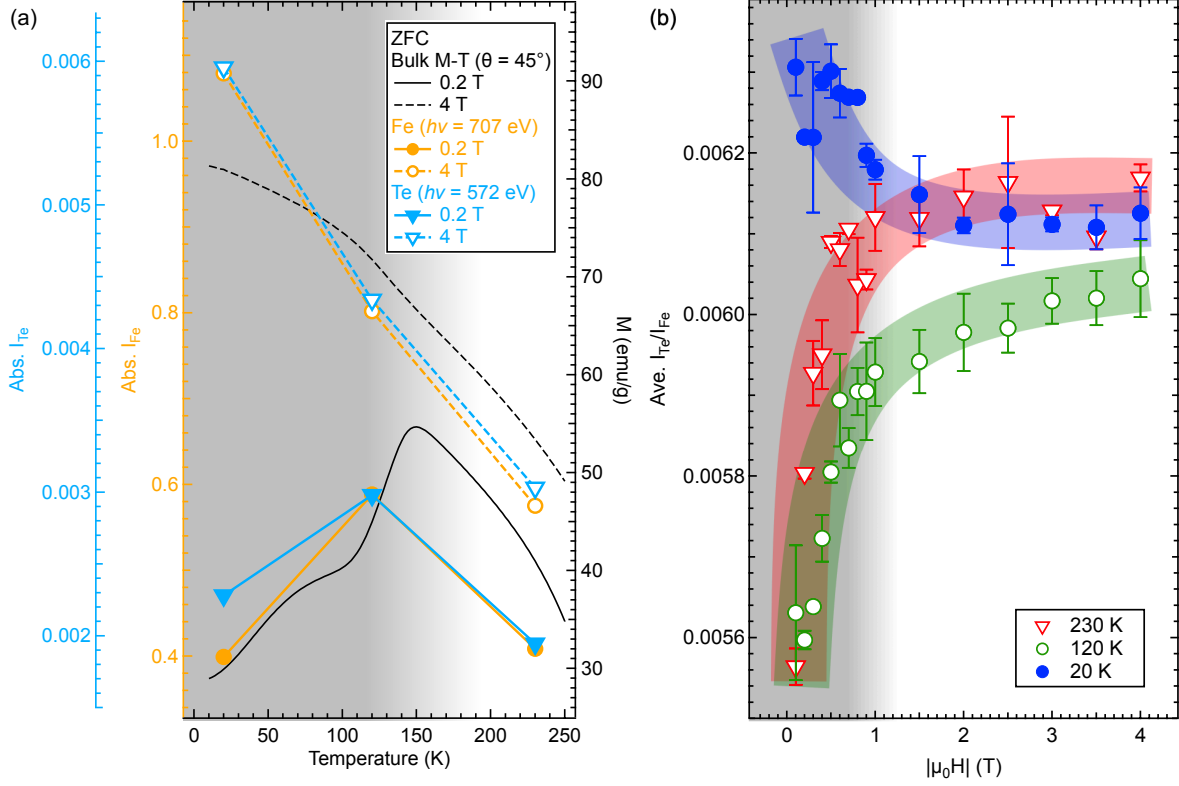 (a)
Abs. I_Te
0.006
0.005
0.004
0.003
0.002
Abs. I_Fe
1.0
0.8
0.6
0.4
ZFC
Bulk M-T (θ = 45°)
0.2 T
4 T
Fe (hν = 707 eV)
0.2 T
4 T
Te (hν = 572 eV)
0.2 T
4 T
90
80
70
60
50
40
30
M (emu/g)
0 50 100 150 200 250
Temperature (K)
(b)
Ave. I_Te/I_Fe
0.0062
0.0060
0.0058
0.0056
230 K
120 K
20 K
0 1 2 3 4
|μ₀H| (T)